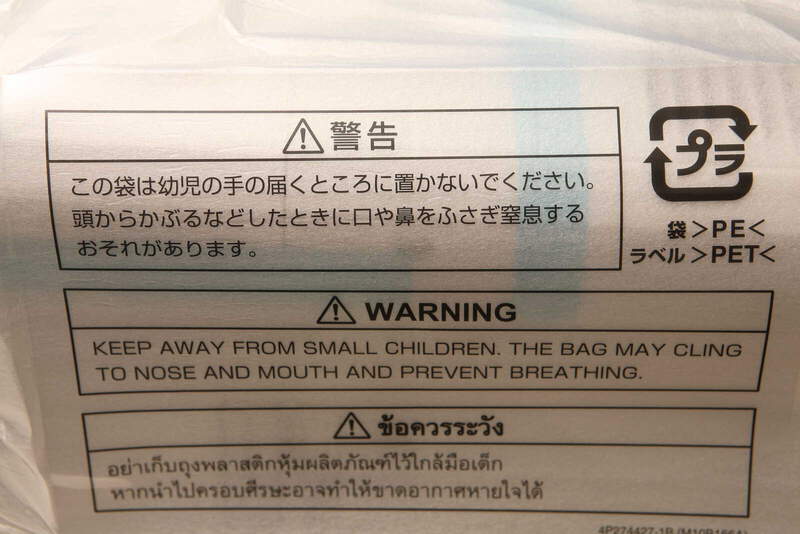 ⚠警告
この袋は幼児の手の届くところに置かないでください。
頭からかぶるなどしたときに口や鼻をふさぎ窒息する
おそれがあります。
プラ
袋＞PE＜
ラベル＞PET＜
⚠ WARNING
KEEP AWAY FROM SMALL CHILDREN. THE BAG MAY CLING
TO NOSE AND MOUTH AND PREVENT BREATHING.
⚠ ข้อควรระวัง
อย่าเก็บถุงพลาสติกหุ้มผลิตภัณฑ์ไว้ใกล้มือเด็ก
หากนำไปครอบศีรษะอาจทำให้ขาดอากาศหายใจได้
4P274427-1B